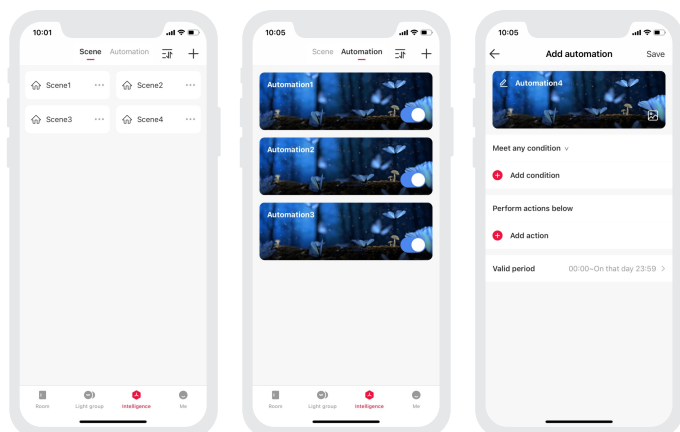 10:01
Scene Automation
Scene1 Scene2
Scene3 Scene4
Room Light group Intelligence Me
10:05
Scene Automation
Automation1
Automation2
Automation3
Room Light group Intelligence Me
10:05
Add automation Save
Automation4
Meet any condition
Add condition
Perform actions below
Add action
Valid period 00:00~On that day 23:59